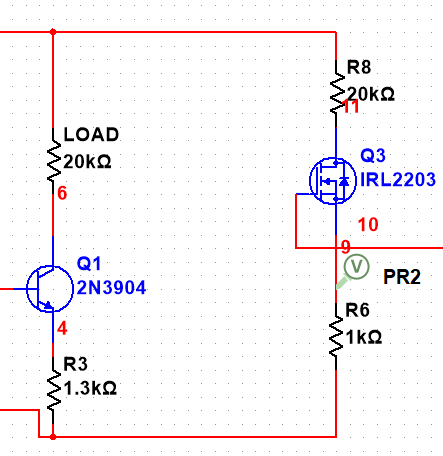 R8
20kΩ
11
LOAD
20kΩ
6
Q3
IRL2203
10
9
V
PR2
Q1
2N3904
4
R6
1kΩ
R3
1.3kΩ